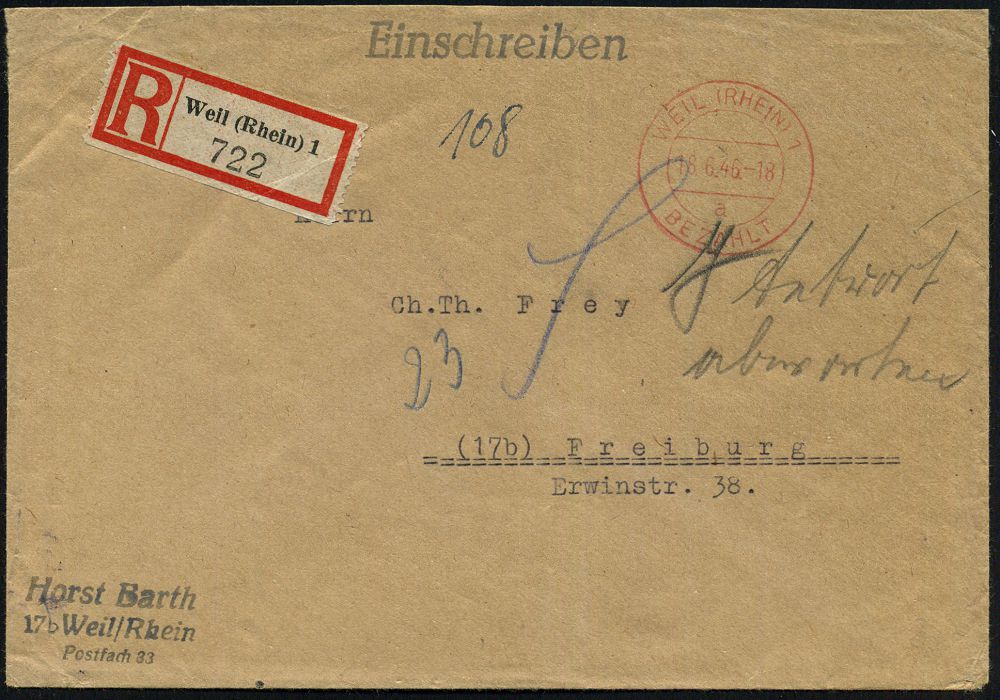 Einschreiben
R Weil (Rhein) 1
722
108
WEIL (RHEIN) 1
18.6.46.-18
a
BEZAHLT
Herrn
Ch.Th. Frey
Antwort
abwarten
23
(17b) Freiburg
Erwinstr. 38.
Horst Barth
17b Weil/Rhein
Postfach 33